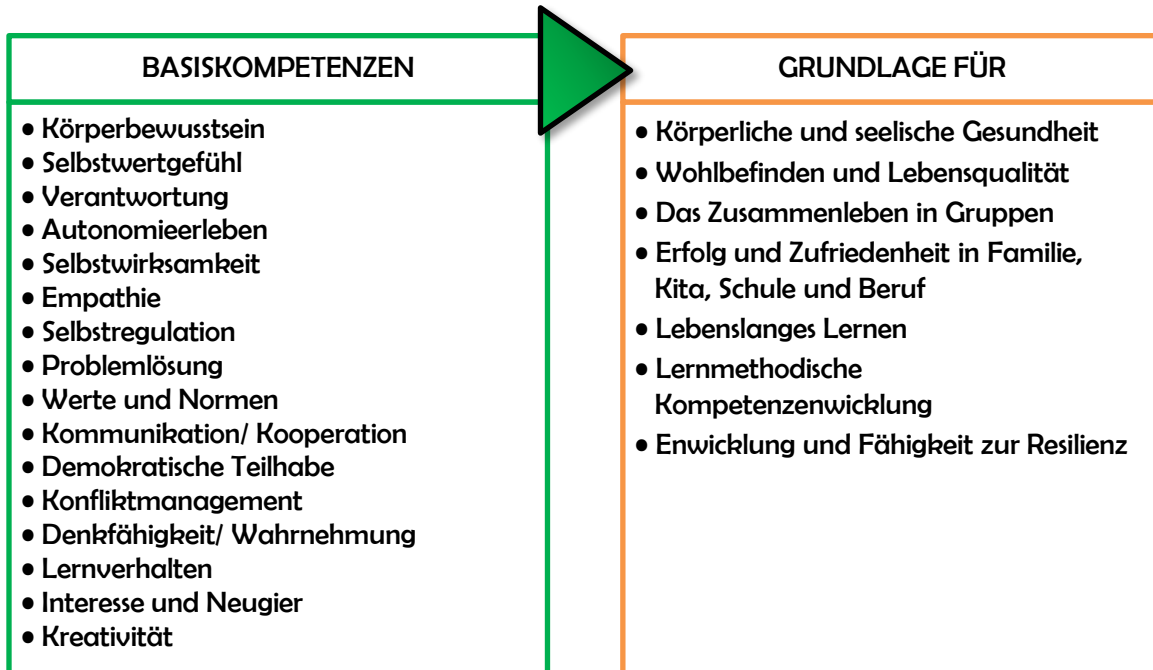 BASISKOMPETENZEN
• Körperbewusstsein
• Selbstwertgefühl
• Verantwortung
• Autonomieerleben
• Selbstwirksamkeit
• Empathie
• Selbstregulation
• Problemlösung
• Werte und Normen
• Kommunikation/ Kooperation
• Demokratische Teilhabe
• Konfliktmanagement
• Denkfähigkeit/ Wahrnehmung
• Lernverhalten
• Interesse und Neugier
• Kreativität
GRUNDLAGE FÜR
• Körperliche und seelische Gesundheit
• Wohlbefinden und Lebensqualität
• Das Zusammenleben in Gruppen
• Erfolg und Zufriedenheit in Familie,
Kita, Schule und Beruf
• Lebenslanges Lernen
• Lernmethodische
Kompetenzenwicklung
• Enwicklung und Fähigkeit zur Resilienz